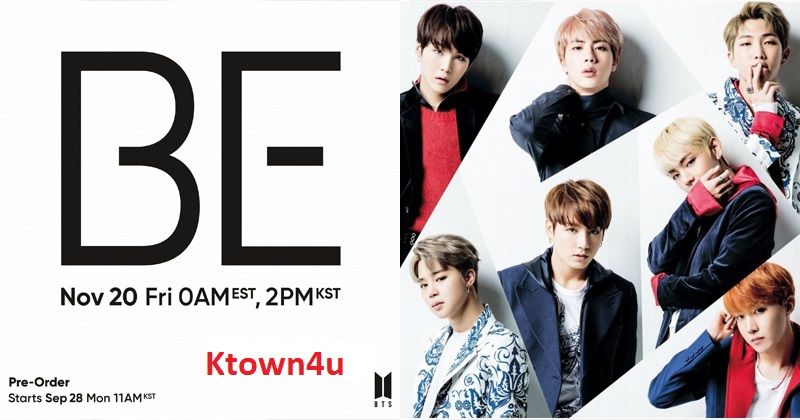 BE
Nov 20 Fri 0AM EST, 2PM KST
Ktown4u
Pre-Order
Starts Sep 28 Mon 11AM KST
BTS